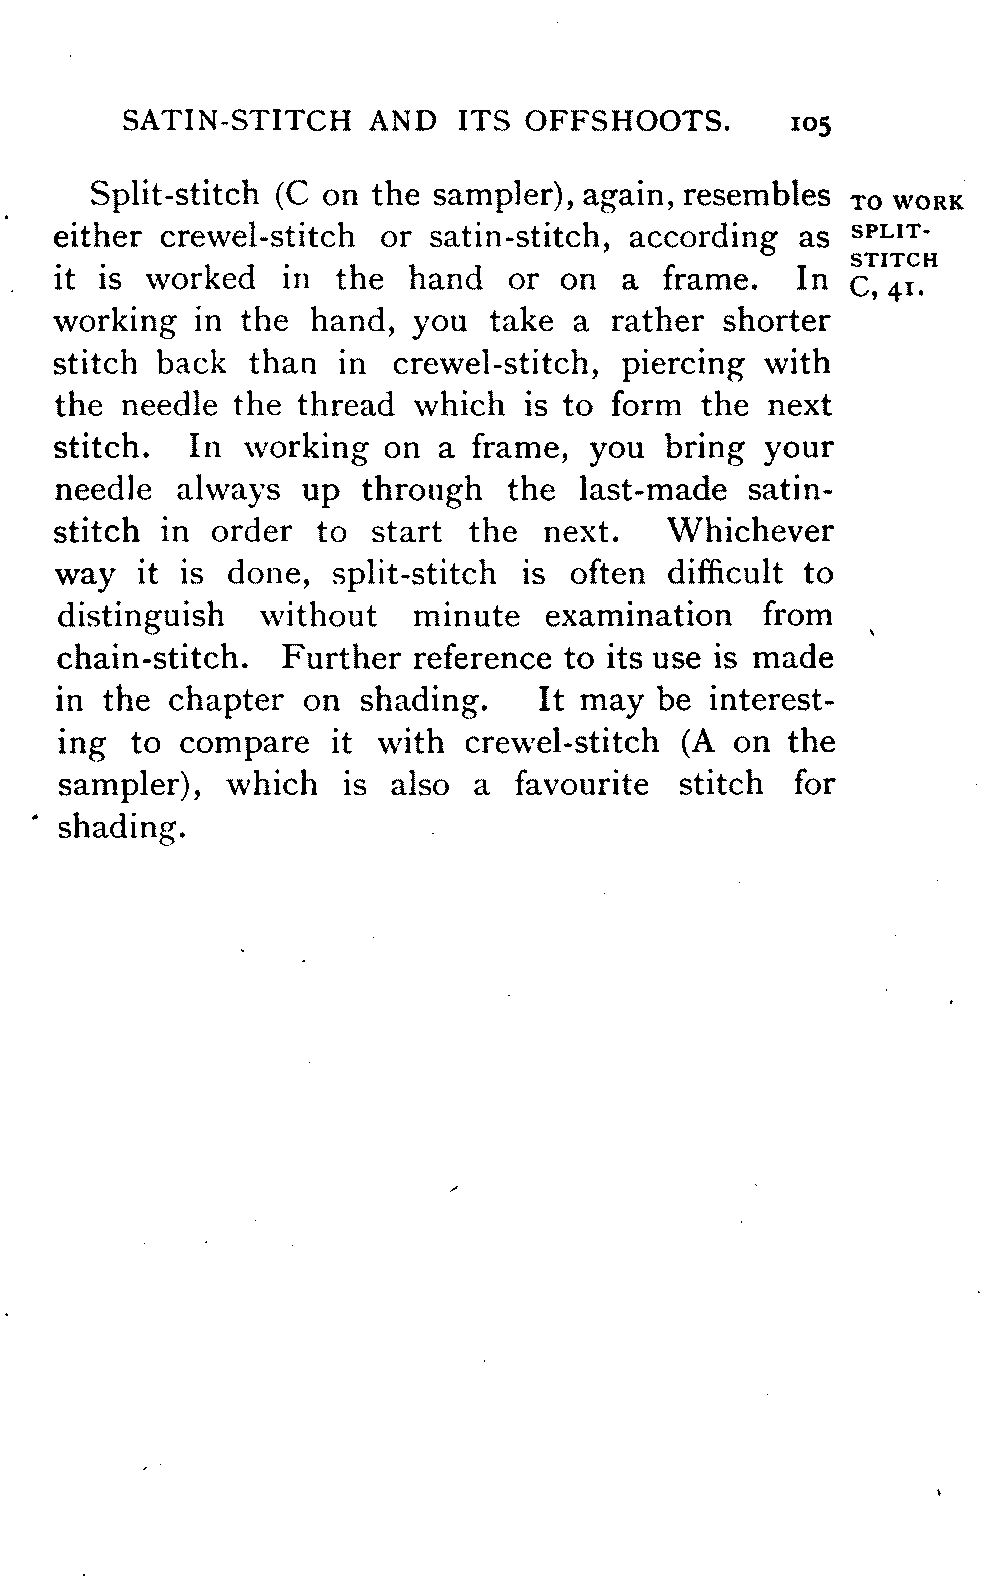 SATIN-STITCH AND ITS OFFSHOOTS. 105
Split-stitch (C on the sampler), again, resembles
either crewel-stitch or satin-stitch, according as
it is worked in the hand or on a frame. In
working in the hand, you take a rather shorter
stitch back than in crewel-stitch, piercing with
the needle the thread which is to form the next
stitch. In working on a frame, you bring your
needle always up through the last-made satin-
stitch in order to start the next. Whichever
way it is done, split-stitch is often difficult to
distinguish without minute examination from
chain-stitch. Further reference to its use is made
in the chapter on shading. It may be interest-
ing to compare it with crewel-stitch (A on the
sampler), which is also a favourite stitch for
shading.
TO WORK
SPLIT-
STITCH
C, 41.